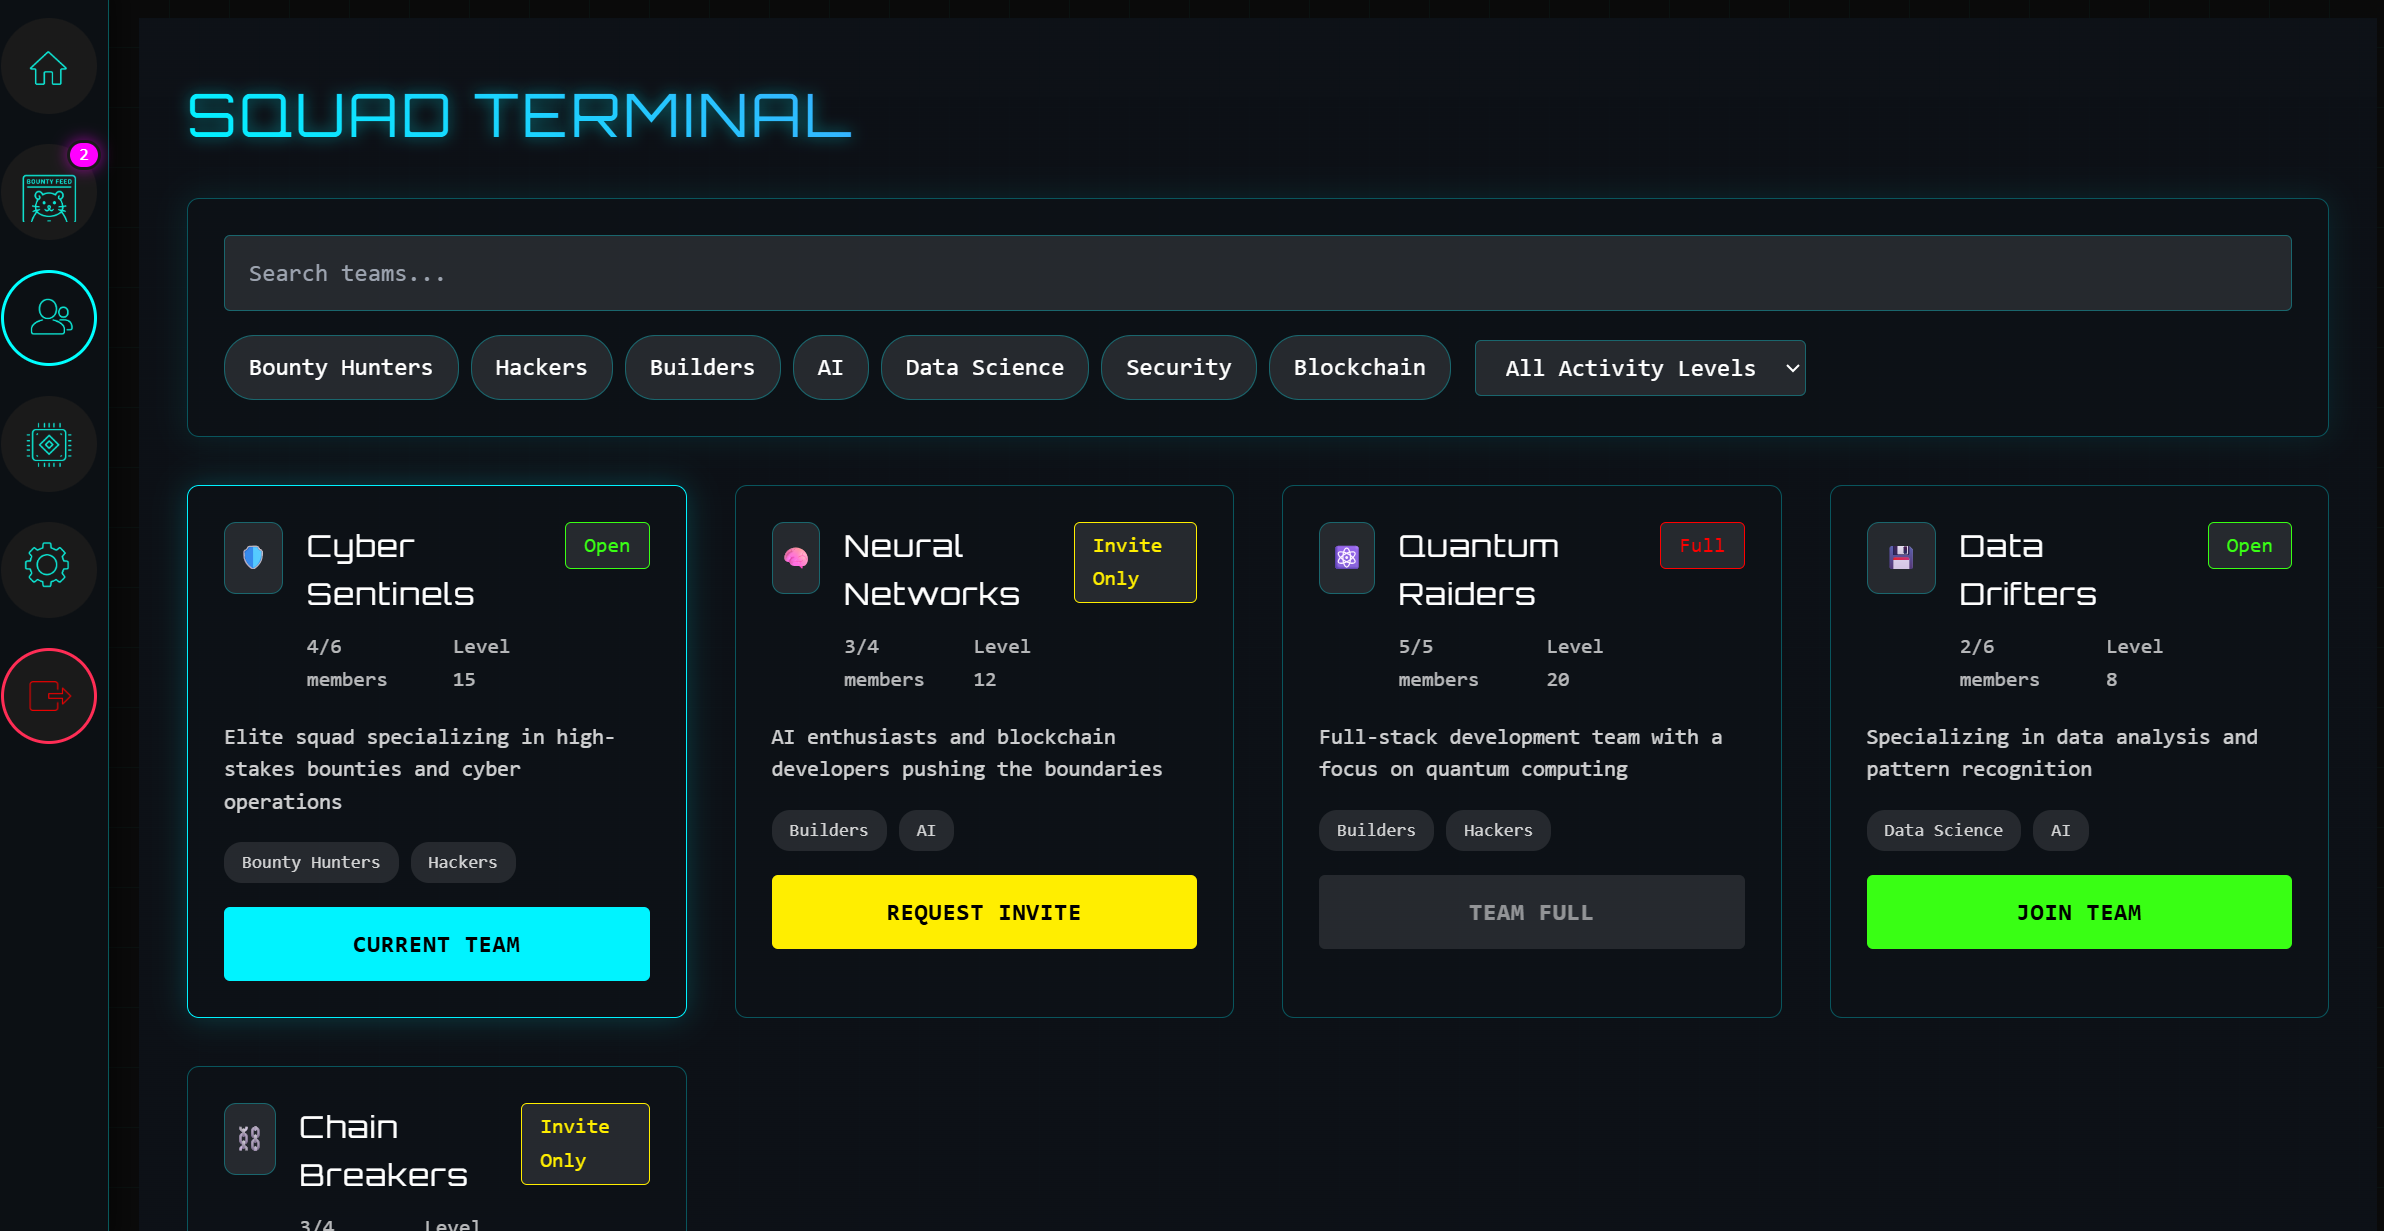 SQUAD TERMINAL
2
BOUNTY FEED
Search teams...
Bounty Hunters
Hackers
Builders
AI
Data Science
Security
Blockchain
All Activity Levels
Cyber
Sentinels
Open
4/6
members
Level
15
Elite squad specializing in high-
stakes bounties and cyber
operations
Bounty Hunters
Hackers
CURRENT TEAM
Neural
Networks
Invite
Only
3/4
members
Level
12
AI enthusiasts and blockchain
developers pushing the boundaries
Builders
AI
REQUEST INVITE
Quantum
Raiders
Full
5/5
members
Level
20
Full-stack development team with a
focus on quantum computing
Builders
Hackers
TEAM FULL
Data
Drifters
Open
2/6
members
Level
8
Specializing in data analysis and
pattern recognition
Data Science
AI
JOIN TEAM
Chain
Breakers
Invite
Only
3/4
Level